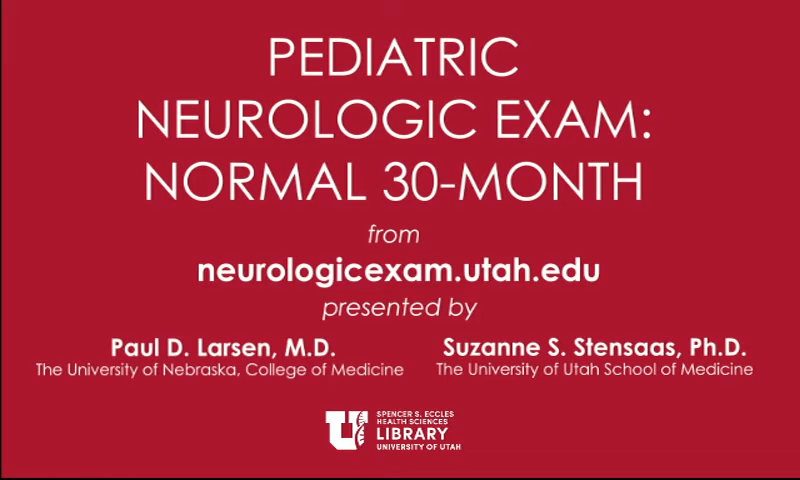 PEDIATRIC
NEUROLOGIC EXAM:
NORMAL 30-MONTH
from
neurologicexam.utah.edu
presented by
Paul D. Larsen, M.D.
The University of Nebraska, College of Medicine
Suzanne S. Stensaas, Ph.D.
The University of Utah School of Medicine
U
SPENCER S. ECCLES
HEALTH SCIENCES
LIBRARY
UNIVERSITY OF UTAH